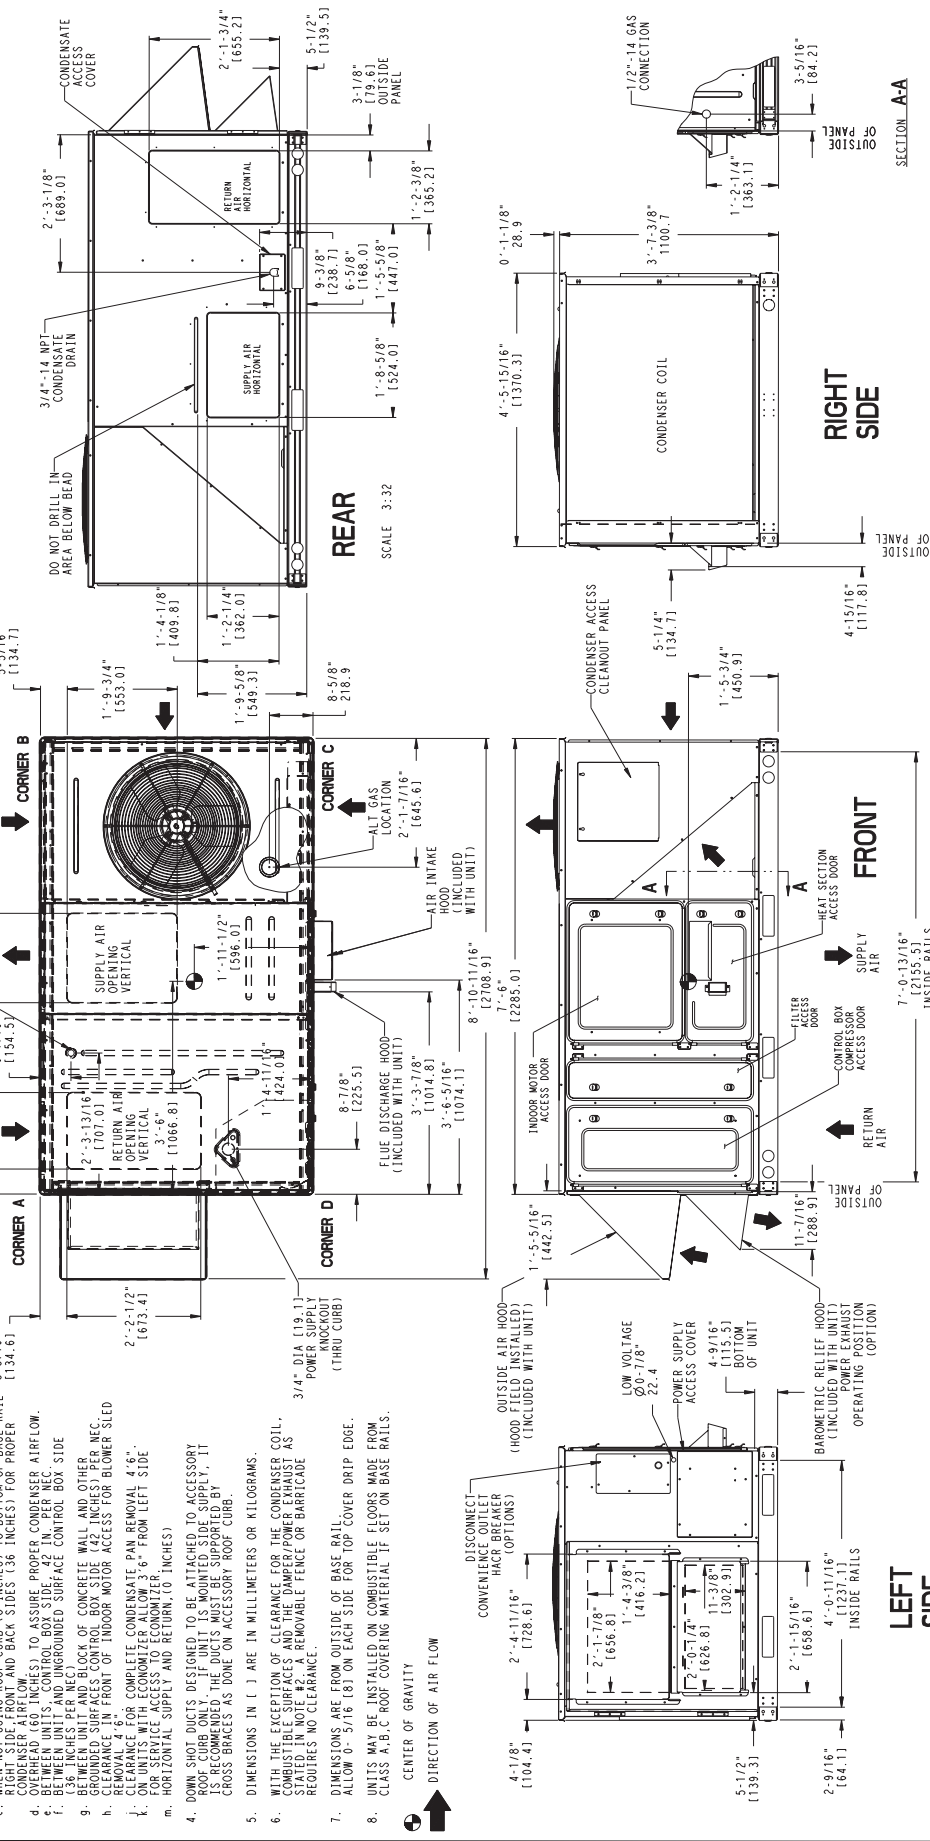 RIGHT SIDE, FRONT, AND BACK SIDES (36 INCHES) FOR PROPER
CONDENSER AIRFLOW.
d. OVERHEAD (60 INCHES) TO ASSURE PROPER CONDENSER AIRFLOW.
e. BETWEEN UNITS, CONTROL BOX SIDE, 42 IN. PER NEC.
f. BETWEEN UNIT AND UNGROUNDED SURFACE CONTROL BOX SIDE
(36 INCHES PER NEC)
g. BETWEEN UNIT AND BLOCK OF CONCRETE WALL AND OTHER
GROUNDED SURFACES CONTROL BOX SIDE (42 INCHES) PER NEC.
h. CLEARANCE IN FRONT OF INDOOR MOTOR ACCESS FOR BLOWER SLED
REMOVAL 4'6".
CLEARANCE FOR COMPLETE CONDENSATE PAN REMOVAL 4'6".
k. ON UNITS WITH ECONOMIZER ALLOW 3'6" FROM LEFT SIDE
FOR SERVICE ACCESS TO ECONOMIZER.
m. HORIZONTAL SUPPLY AND RETURN,(0 INCHES)
4. DOWN SHOT DUCTS DESIGNED TO BE ATTACHED TO ACCESSORY
ROOF CURB ONLY. IF UNIT IS MOUNTED SIDE SUPPLY, IT
IS RECOMMENDED THE DUCTS MUST BE SUPPORTED BY
CROSS BRACES AS DONE ON ACCESSORY ROOF CURB.
5. DIMENSIONS IN [ ] ARE IN MILLIMETERS OR KILOGRAMS.
6. WITH THE EXCEPTION OF CLEARANCE FOR THE CONDENSER COIL,
COMBUSTIBLE SURFACES AND THE DAMPER/POWER EXHAUST AS
STATED IN NOTE #2, A REMOVABLE FENCE OR BARRICADE
REQUIRES NO CLEARANCE.
7. DIMENSIONS ARE FROM OUTSIDE OF BASE RAIL.
ALLOW 0- 5/16 [8] ON EACH SIDE FOR TOP COVER DRIP EDGE.
8. UNITS MAY BE INSTALLED ON COMBUSTIBLE FLOORS MADE FROM
CLASS A,B,C ROOF COVERING MATERIAL IF SET ON BASE RAILS.
CENTER OF GRAVITY
DIRECTION OF AIR FLOW
[134.6]
CORNER A
CORNER B
CORNER C
CORNER D
2'-2-1/2"
[673.4]
[154.5]
[134.7]
1'-9-3/4"
[553.0]
2'-3-13/16"
[707.0]
RETURN AIR
OPENING
VERTICAL
3'-6"
[1066.8]
SUPPLY AIR
OPENING
VERTICAL
1'-11-1/2"
[596.0]
1'-4-11/16"
[424.0]
8-7/8"
[225.5]
3/4" DIA [19.1]
POWER SUPPLY
KNOCKOUT
(THRU CURB)
FLUE DISCHARGE HOOD
(INCLUDED WITH UNIT)
3'-3-7/8"
[1014.8]
3'-6-5/16"
[1074.1]
AIR INTAKE
HOOD
(INCLUDED
WITH UNIT)
ALT GAS
LOCATION
2'-1-7/16"
[645.6]
8-5/8"
218.9
8'-10-11/16"
[2708.9]
7'-6"
[2285.0]
DO NOT DRILL IN
AREA BELOW BEAD
3/4"-14 NPT
CONDENSATE
DRAIN
2'-3-1/8"
[689.0]
CONDENSATE
ACCESS
COVER
2'-1-3/4"
[655.2]
5-1/2"
[139.5]
RETURN
AIR
HORIZONTAL
SUPPLY AIR
HORIZONTAL
3-1/8"
[79.6]
OUTSIDE
PANEL
1'-2-3/8"
[365.2]
9-3/8"
[238.7]
6-5/8"
[168.0]
1'-5-5/8"
[447.0]
1'-8-5/8"
[524.0]
1'-4-1/8"
[409.8]
1'-2-1/4"
[362.0]
1'-9-5/8"
[549.3]
REAR
SCALE 3:32
DISCONNECT
CONVENIENCE OUTLET
HACR BREAKER
(OPTIONS)
LOW VOLTAGE
Ø0-7/8"
22.4
POWER SUPPLY
ACCESS COVER
4-9/16"
[115.5]
BOTTOM
OF UNIT
2'-4-11/16"
[728.6]
2'-1-7/8"
[656.8]
1'-4-3/8"
[416.2]
2'-0-1/4"
[626.8]
11-3/8"
[302.9]
2'-1-15/16"
[658.6]
4'-0-11/16"
[1237.1]
INSIDE RAILS
4-1/8"
[104.4]
5-1/2"
[139.3]
2-9/16"
[64.1]
LEFT
SIDE
OUTSIDE AIR HOOD
(HOOD FIELD INSTALLED)
(INCLUDED WITH UNIT)
1'-5-5/16"
[442.5]
BAROMETRIC RELIEF HOOD
(INCLUDED WITH UNIT)
POWER EXHAUST
OPERATING POSITION
(OPTION)
11-7/16"
[288.9]
OUTSIDE
OF PANEL
INDOOR MOTOR
ACCESS DOOR
CONDENSER ACCESS
CLEANOUT PANEL
1'-5-3/4"
[450.9]
A
A
HEAT SECTION
ACCESS DOOR
FILTER
ACCESS
DOOR
CONTROL BOX
COMPRESSOR
ACCESS DOOR
RETURN
AIR
SUPPLY
AIR
FRONT
7'-0-13/16"
[2155.5]
INSIDE RAILS
4'-5-15/16"
[1370.3]
0'-1-1/8"
28.9
3'-7-3/8"
1100.7
CONDENSER COIL
5-1/4"
[134.7]
4-15/16"
[117.8]
OUTSIDE
OF PANEL
RIGHT
SIDE
1/2"-14 GAS
CONNECTION
3-5/16"
[84.2]
1'-2-1/4"
[363.1]
OUTSIDE
OF PANEL
SECTION A-A